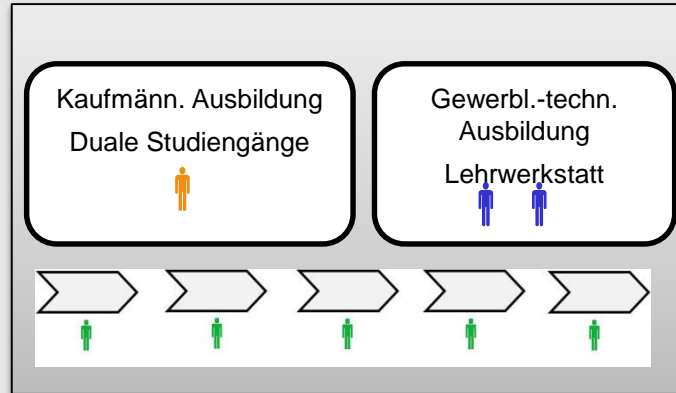 Kaufmänn. Ausbildung
Duale Studiengänge
Gewerbl.-techn.
Ausbildung
Lehrwerkstatt